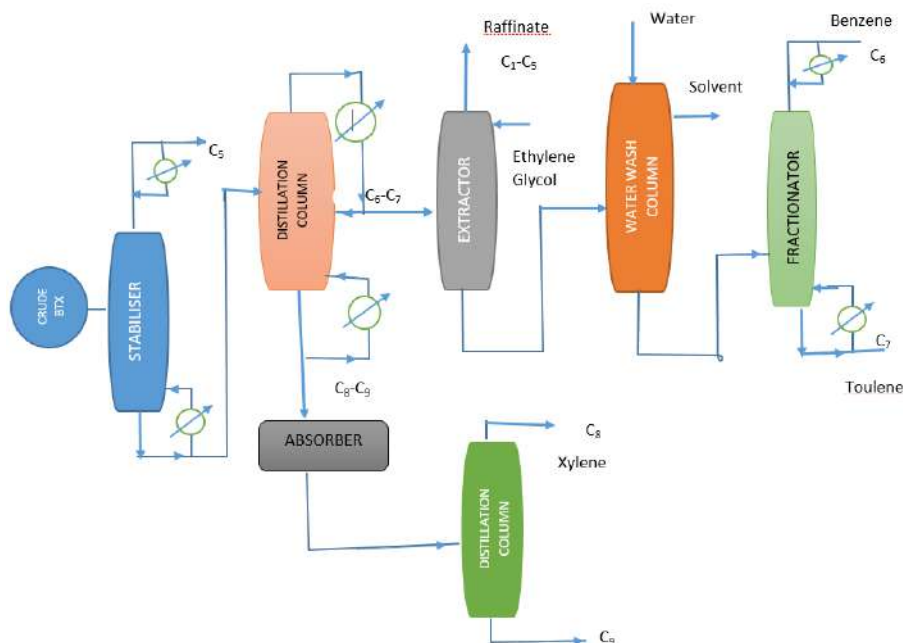 CRUDE
BTX
STABILISER
C₅
DISTILLATION
COLUMN
C₆-C₇
C₈-C₉
ABSORBER
Raffinate
C₁-C₅
EXTRACTOR
Ethylene
Glycol
Water
Solvent
WATER WASH
COLUMN
Benzene
C₆
FRACTIONATOR
C₇
Toulene
DISTILLATION
COLUMN
C₈
Xylene
C₉